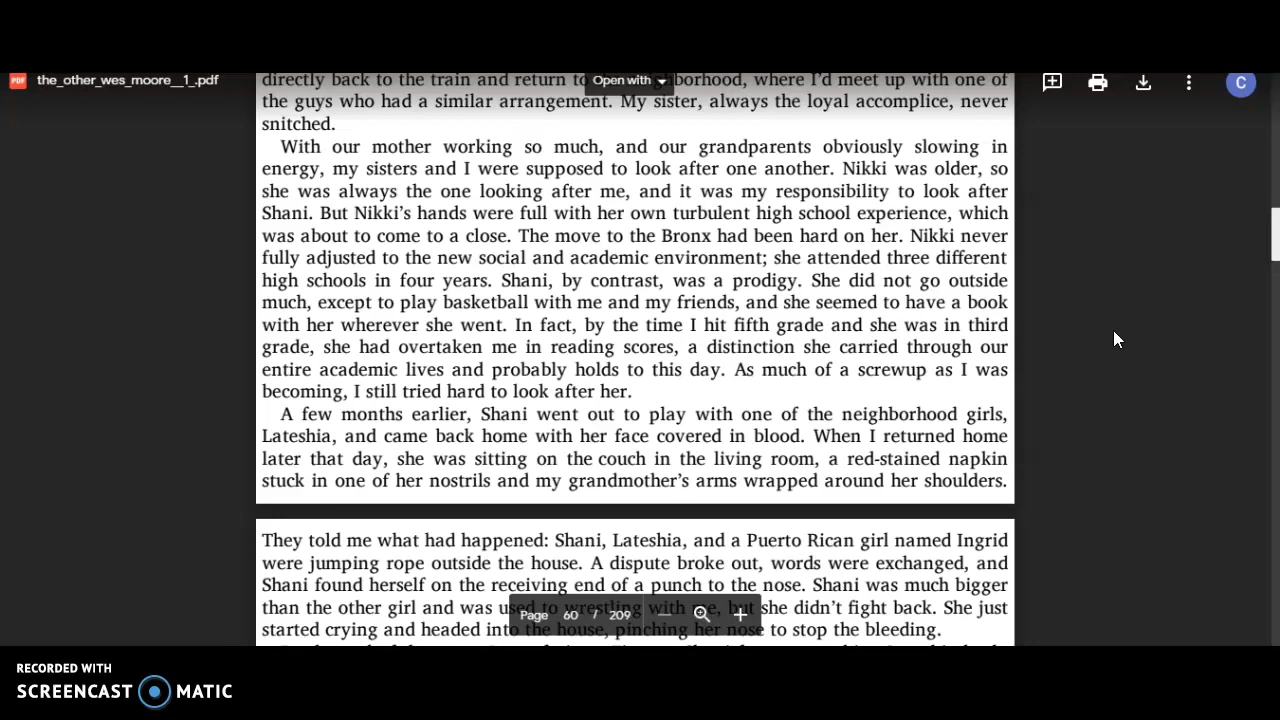 the_other_wes_moore__1_.pdf
Open with
C
directly back to the train and return to borhood, where I’d meet up with one of
the guys who had a similar arrangement. My sister, always the loyal accomplice, never
snitched.
With our mother working so much, and our grandparents obviously slowing in
energy, my sisters and I were supposed to look after one another. Nikki was older, so
she was always the one looking after me, and it was my responsibility to look after
Shani. But Nikki’s hands were full with her own turbulent high school experience, which
was about to come to a close. The move to the Bronx had been hard on her. Nikki never
fully adjusted to the new social and academic environment; she attended three different
high schools in four years. Shani, by contrast, was a prodigy. She did not go outside
much, except to play basketball with me and my friends, and she seemed to have a book
with her wherever she went. In fact, by the time I hit fifth grade and she was in third
grade, she had overtaken me in reading scores, a distinction she carried through our
entire academic lives and probably holds to this day. As much of a screwup as I was
becoming, I still tried hard to look after her.
A few months earlier, Shani went out to play with one of the neighborhood girls,
Lateshia, and came back home with her face covered in blood. When I returned home
later that day, she was sitting on the couch in the living room, a red-stained napkin
stuck in one of her nostrils and my grandmother’s arms wrapped around her shoulders.
They told me what had happened: Shani, Lateshia, and a Puerto Rican girl named Ingrid
were jumping rope outside the house. A dispute broke out, words were exchanged, and
Shani found herself on the receiving end of a punch to the nose. Shani was much bigger
than the other girl and was used to wrestling with me, but she didn’t fight back. She just
started crying and headed into the house, pinching her nose to stop the bleeding.
Page 60 / 209
RECORDED WITH
SCREENCAST MATIC